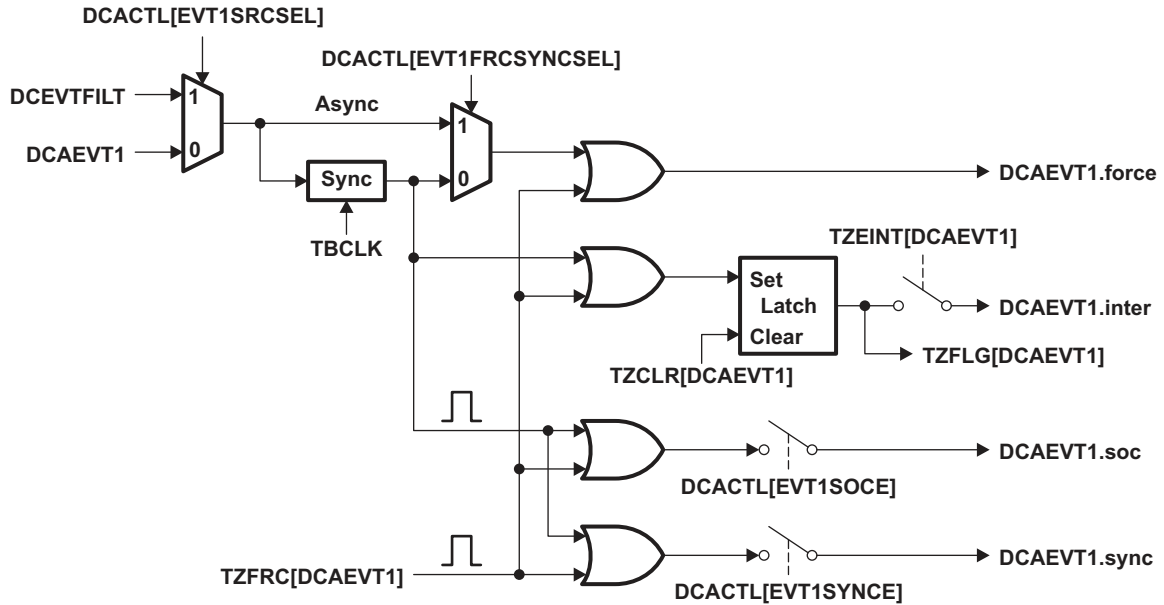 DCACTL[EVT1SRCSEL]
DCACTL[EVT1FRCSYNCSEL]
DCEVTFILT
1
Async
1
DCAEVT1
0
Sync
0
DCAEVT1.force
TBCLK
TZEINT[DCAEVT1]
Set
Latch
DCAEVT1.inter
Clear
TZFLG[DCAEVT1]
TZCLR[DCAEVT1]
DCAEVT1.soc
DCACTL[EVT1SOCE]
DCAEVT1.sync
TZFRC[DCAEVT1]
DCACTL[EVT1SYNCE]